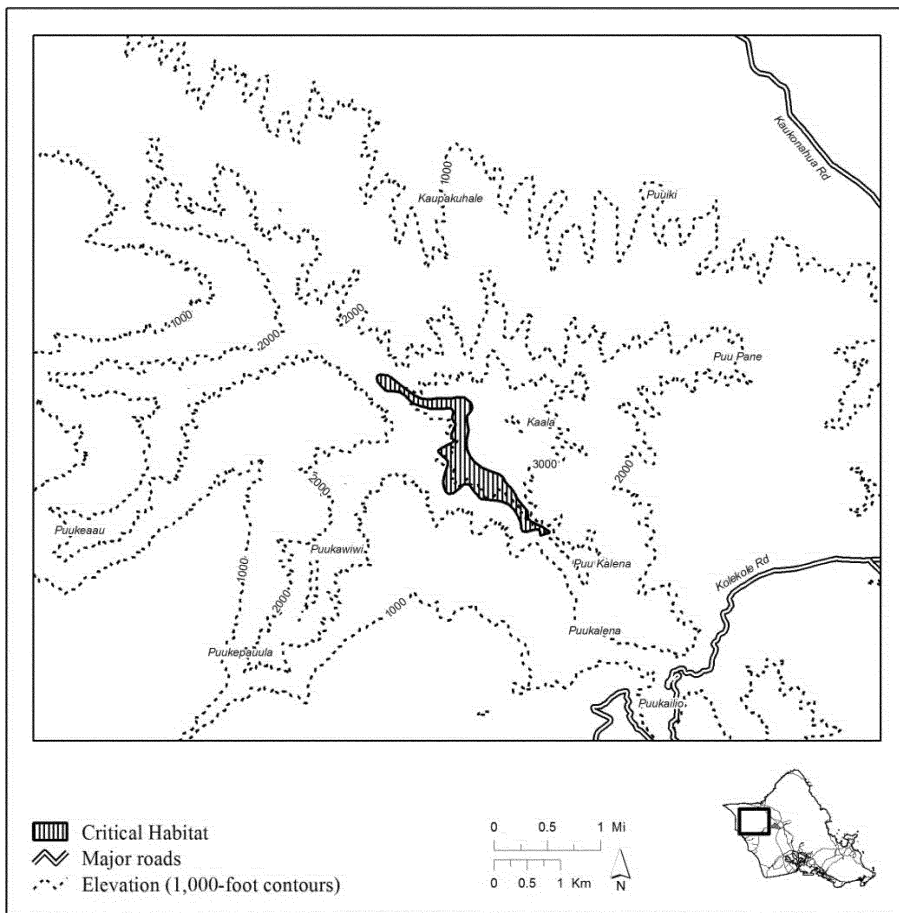 Kaukonahua Rd
1000
Kaupakuhale
Puuiki
1000
2000
2000
Puu Pane
Kaala
3000
2000
2000
Puukeaau
Puukawiwi
1000
2000
1000
Puu Kalena
Kolekole Rd
Puukalena
Puukepauula
Puukailio
Critical Habitat
Major roads
Elevation (1,000-foot contours)
0 0.5 1 Mi
0 0.5 1 Km
N